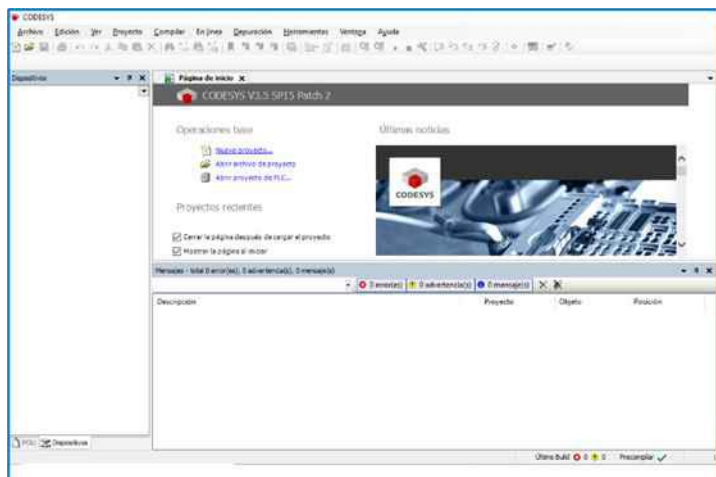 CODESYS
Archivo Edición Ver Proyecto Compilar En línea Depuración Herramientas Ventana Ayuda
Dispositivos
Página de inicio
CODESYS V3.5 SP15 Patch 2
Operaciones base
Últimas noticias
Nuevo proyecto...
Abrir archivo de proyecto
Abrir proyecto de PLC...
CODESYS
Proyectos recientes
Cerrar la página después de cargar el proyecto
Mostrar la página al iniciar
Mensajes - total 0 error(es), 0 advertencia(s), 0 mensaje(s)
0 error(es) 0 advertencia(s) 0 mensaje(s)
Descripción Proyecto Objeto Posición
POU Dispositivos
Último Build 0 0 Precompilar